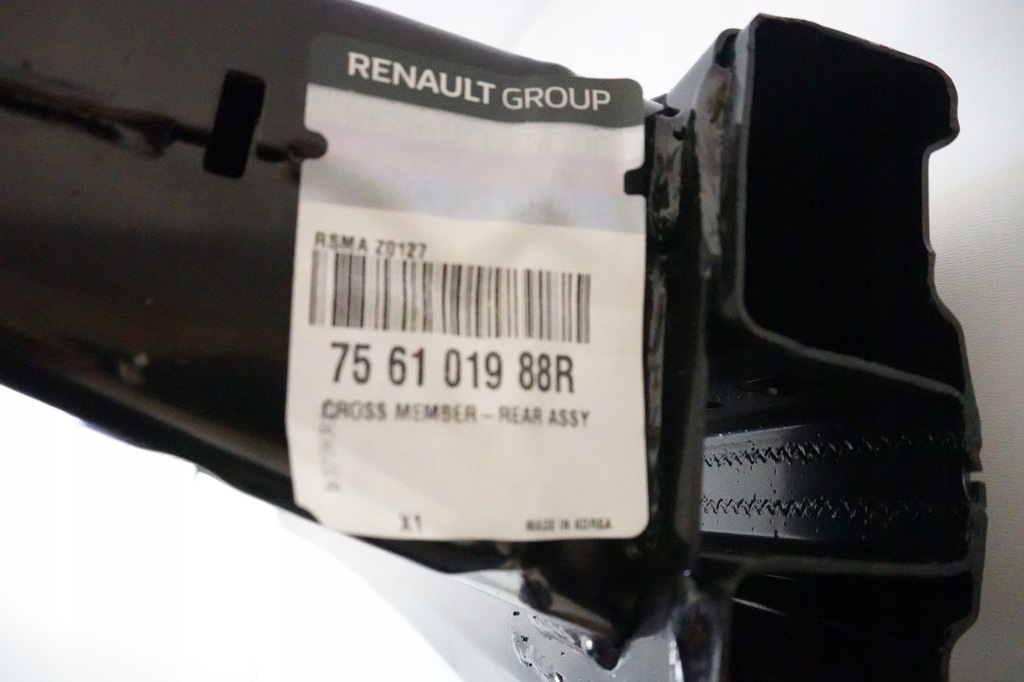 RENAULT GROUP
RSMA Z0127
75 61 019 88R
CROSS MEMBER – REAR ASSY
X1
MADE IN KOREA